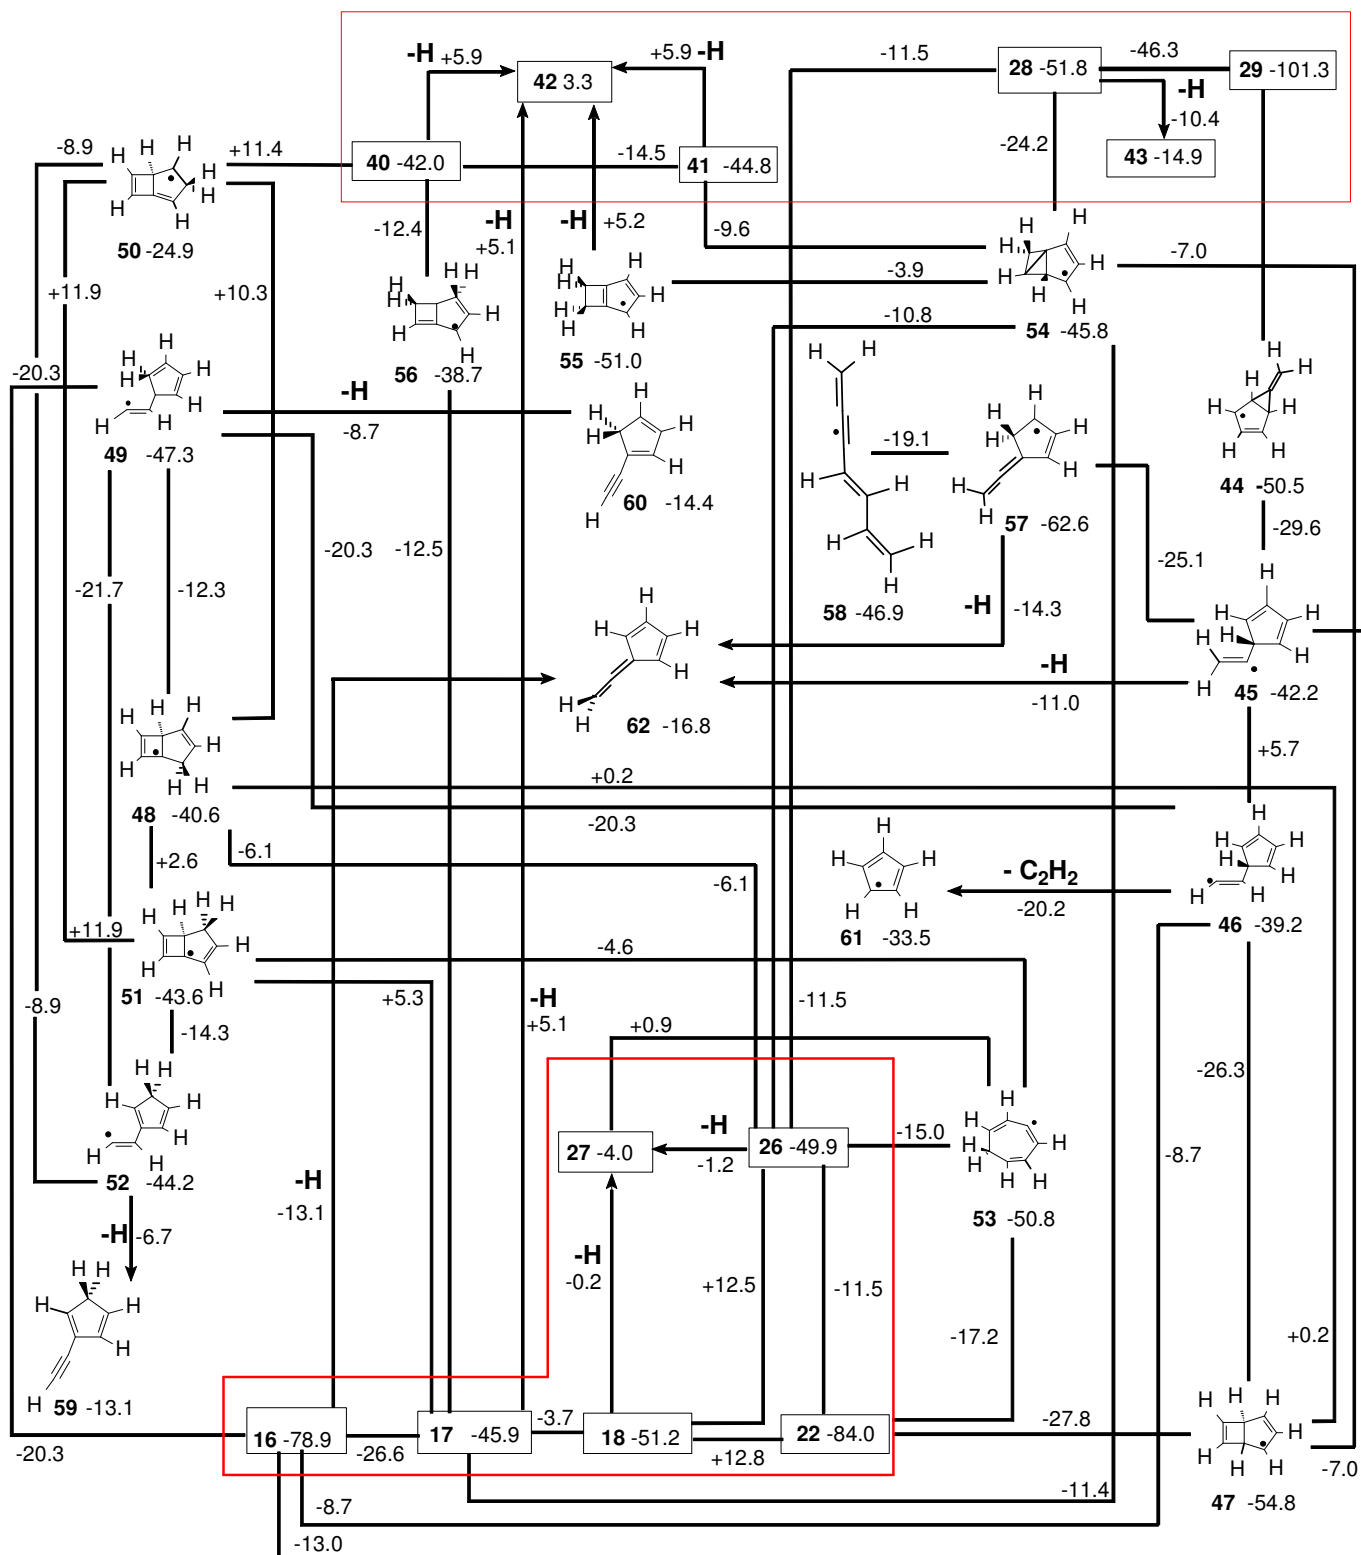 -H +5.9
+5.9 -H
-11.5
28 -51.8
-46.3
29 -101.3
42 3.3
-H
-10.4
-8.9
+11.4
40 -42.0
-14.5
41 -44.8
-24.2
43 -14.9
H H H
H H
H H
50 -24.9
-12.4
-H
+5.1
-H
+5.2
-9.6
H H
H H
H H
-7.0
+11.9
+10.3
H H
H H
H H
H H
H H
H H
-3.9
-10.8
54 -45.8
56 -38.7
55 -51.0
-20.3
H H
H H
H H
49 -47.3
-H
-8.7
H H
H H
H H
60 -14.4
H H
H H
H H
H
-19.1
H H
H H
H H
57 -62.6
H H
H H
H H
44 -50.5
-29.6
-21.7
-12.3
-20.3
-12.5
58 -46.9
-H -14.3
-25.1
H
H H
H H
H
45 -42.2
H
H H
H H
H
62 -16.8
-H
-11.0
H H
H H
H H
48 -40.6
+0.2
+5.7
-20.3
+2.6
-6.1
-6.1
H
H H
H H
61 -33.5
- C2H2
-20.2
H
H H
H H
H
46 -39.2
H H H
H H
H
+11.9
51 -43.6
-4.6
+5.3
-8.9
-14.3
-H
+5.1
-11.5
+0.9
-26.3
H H
H H
H H
H
52 -44.2
-H
-1.2
27 -4.0
26 -49.9
-15.0
H
H H
H H
H H
53 -50.8
-8.7
-H -6.7
-H
-13.1
-H
-0.2
+12.5
-11.5
-17.2
+0.2
H H
H H
H
H 59 -13.1
16 -78.9
-26.6
17 -45.9
-3.7
18 -51.2
+12.8
22 -84.0
-27.8
H H H
H H
H H
47 -54.8
-20.3
-7.0
-8.7
-11.4
-13.0